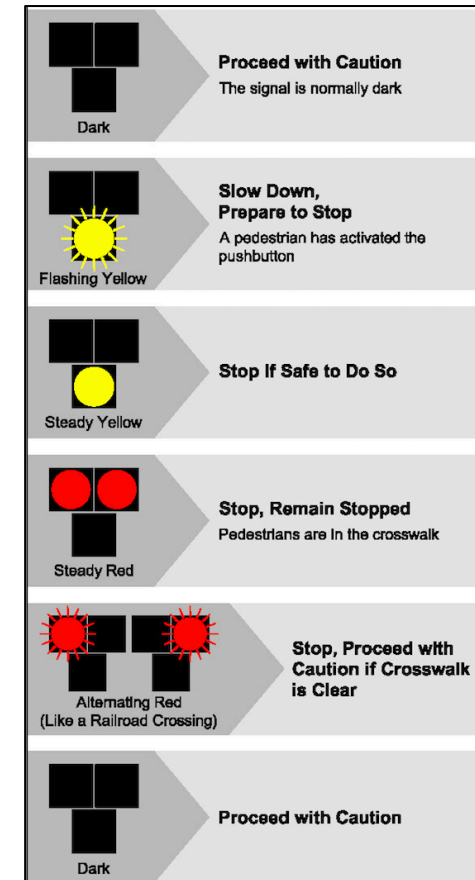 Proceed with Caution
The signal is normally dark
Dark
Slow Down,
Prepare to Stop
A pedestrian has activated the
pushbutton
Flashing Yellow
Stop If Safe to Do So
Steady Yellow
Stop, Remain Stopped
Pedestrians are in the crosswalk
Steady Red
Stop, Proceed with
Caution if Crosswalk
is Clear
Alternating Red
(Like a Railroad Crossing)
Proceed with Caution
Dark